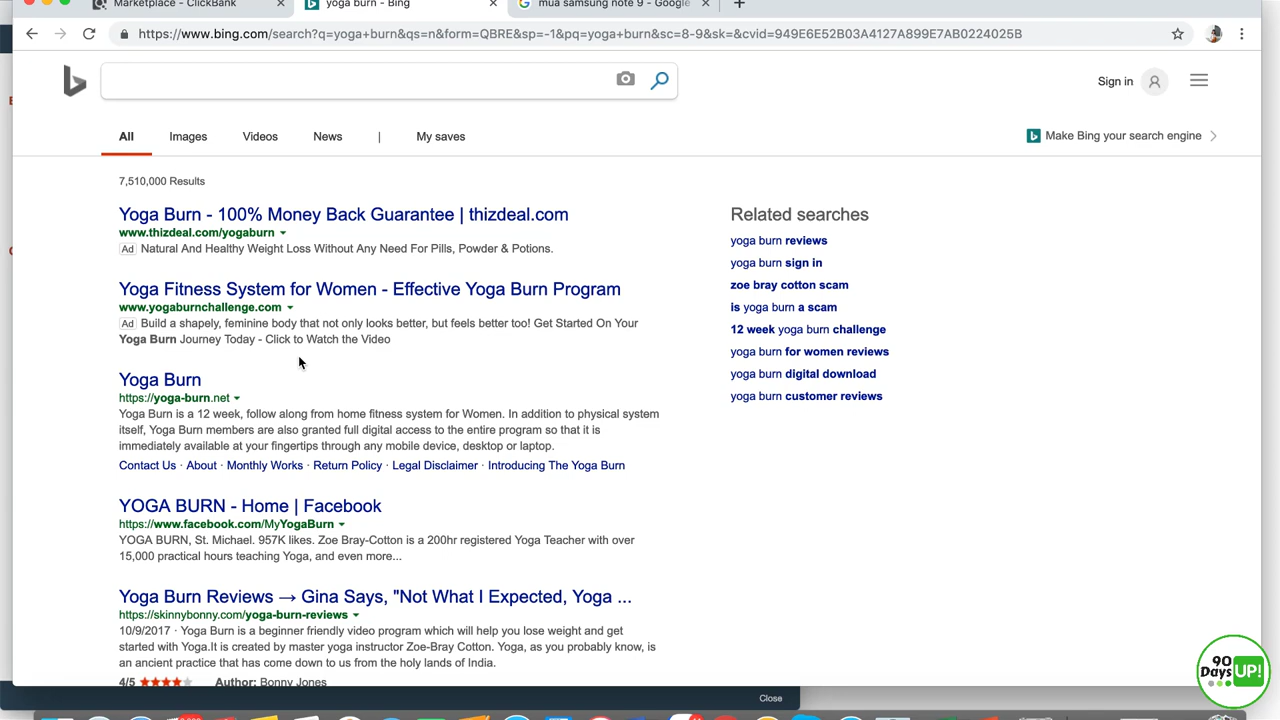 Marketplace - ClickBank
yoga burn - Bing
mua samsung note 9 - Google
https://www.bing.com/search?q=yoga+burn&qs=n&form=QBRE&sp=-1&pq=yoga+burn&sc=8-9&sk=&cvid=949E6E52B03A4127A899E7AB0224025B
Sign in
All Images Videos News | My saves
Make Bing your search engine
7,510,000 Results
Yoga Burn - 100% Money Back Guarantee | thizdeal.com
www.thizdeal.com/yogaburn
Ad Natural And Healthy Weight Loss Without Any Need For Pills, Powder & Potions.
Yoga Fitness System for Women - Effective Yoga Burn Program
www.yogaburnchallenge.com
Ad Build a shapely, feminine body that not only looks better, but feels better too! Get Started On Your
Yoga Burn Journey Today - Click to Watch the Video
Yoga Burn
https://yoga-burn.net
Yoga Burn is a 12 week, follow along from home fitness system for Women. In addition to physical system
itself, Yoga Burn members are also granted full digital access to the entire program so that it is
immediately available at your fingertips through any mobile device, desktop or laptop.
Contact Us · About · Monthly Works · Return Policy · Legal Disclaimer · Introducing The Yoga Burn
YOGA BURN - Home | Facebook
https://www.facebook.com/MyYogaBurn
YOGA BURN, St. Michael. 957K likes. Zoe Bray-Cotton is a 200hr registered Yoga Teacher with over
15,000 practical hours teaching Yoga, and even more...
Yoga Burn Reviews → Gina Says, "Not What I Expected, Yoga ...
https://skinnybonny.com/yoga-burn-reviews
10/9/2017 · Yoga Burn is a beginner friendly video program which will help you lose weight and get
started with Yoga.It is created by master yoga instructor Zoe-Bray Cotton. Yoga, as you probably know, is
an ancient practice that has come down to us from the holy lands of India.
4/5 Author: Bonny Jones
Related searches
yoga burn reviews
yoga burn sign in
zoe bray cotton scam
is yoga burn a scam
12 week yoga burn challenge
yoga burn for women reviews
yoga burn digital download
yoga burn customer reviews
Close
90
Days UP!